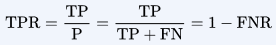 TPR = TP / P = TP / (TP + FN) = 1 − FNR